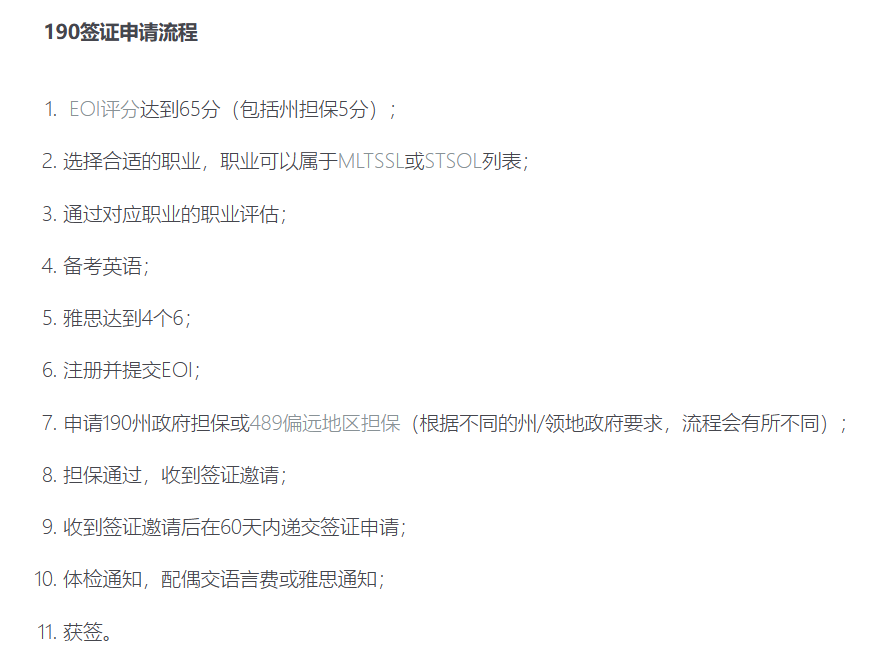 190签证申请流程
1. EOI评分达到65分（包括州担保5分）;
2. 选择合适的职业，职业可以属于MLTSSL或STSOL列表;
3. 通过对应职业的职业评估;
4. 备考英语;
5. 雅思达到4个6;
6. 注册并提交EOI;
7. 申请190州政府担保或489偏远地区担保（根据不同的州/领地政府要求，流程会有所不同）;
8. 担保通过，收到签证邀请;
9. 收到签证邀请后在60天内递交签证申请;
10. 体检通知，配偶交语言费或雅思通知;
11. 获签。